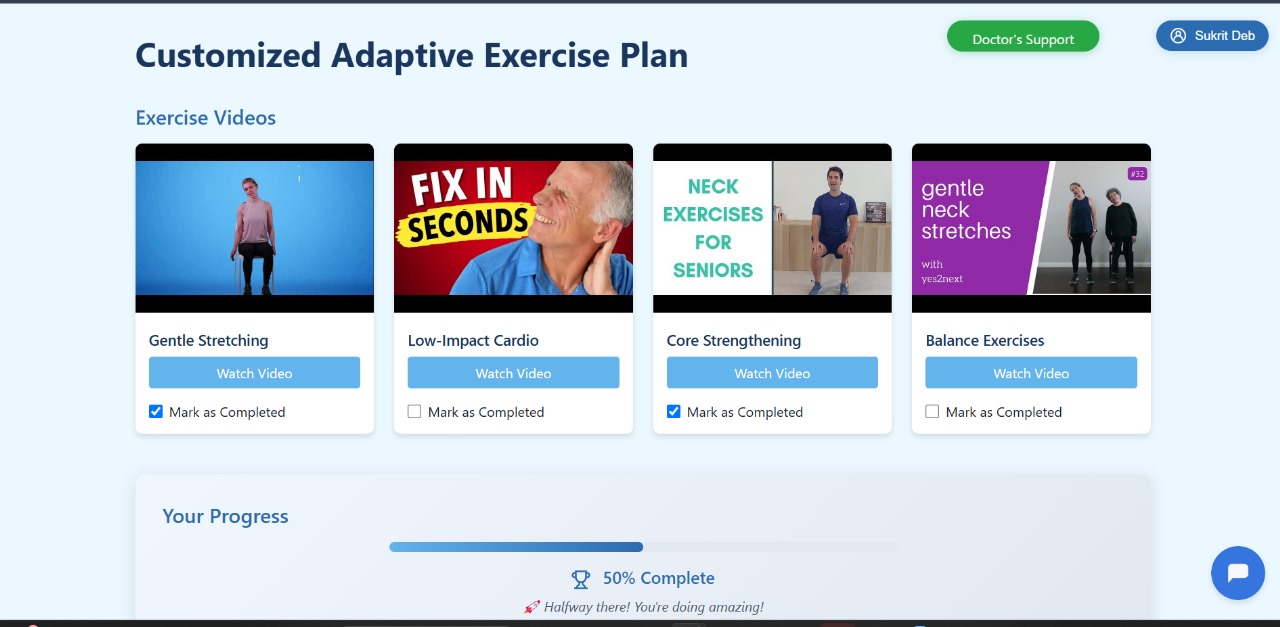 Customized Adaptive Exercise Plan
Doctor's Support
Sukrit Deb
Exercise Videos
FIX IN
SECONDS
NECK
EXERCISES
FOR
SENIORS
gentle
neck
stretches
with
yes2next
#32
Gentle Stretching
Low-Impact Cardio
Core Strengthening
Balance Exercises
Watch Video
Watch Video
Watch Video
Watch Video
Mark as Completed
Mark as Completed
Mark as Completed
Mark as Completed
Your Progress
50% Complete
🚀 Halfway there! You're doing amazing!